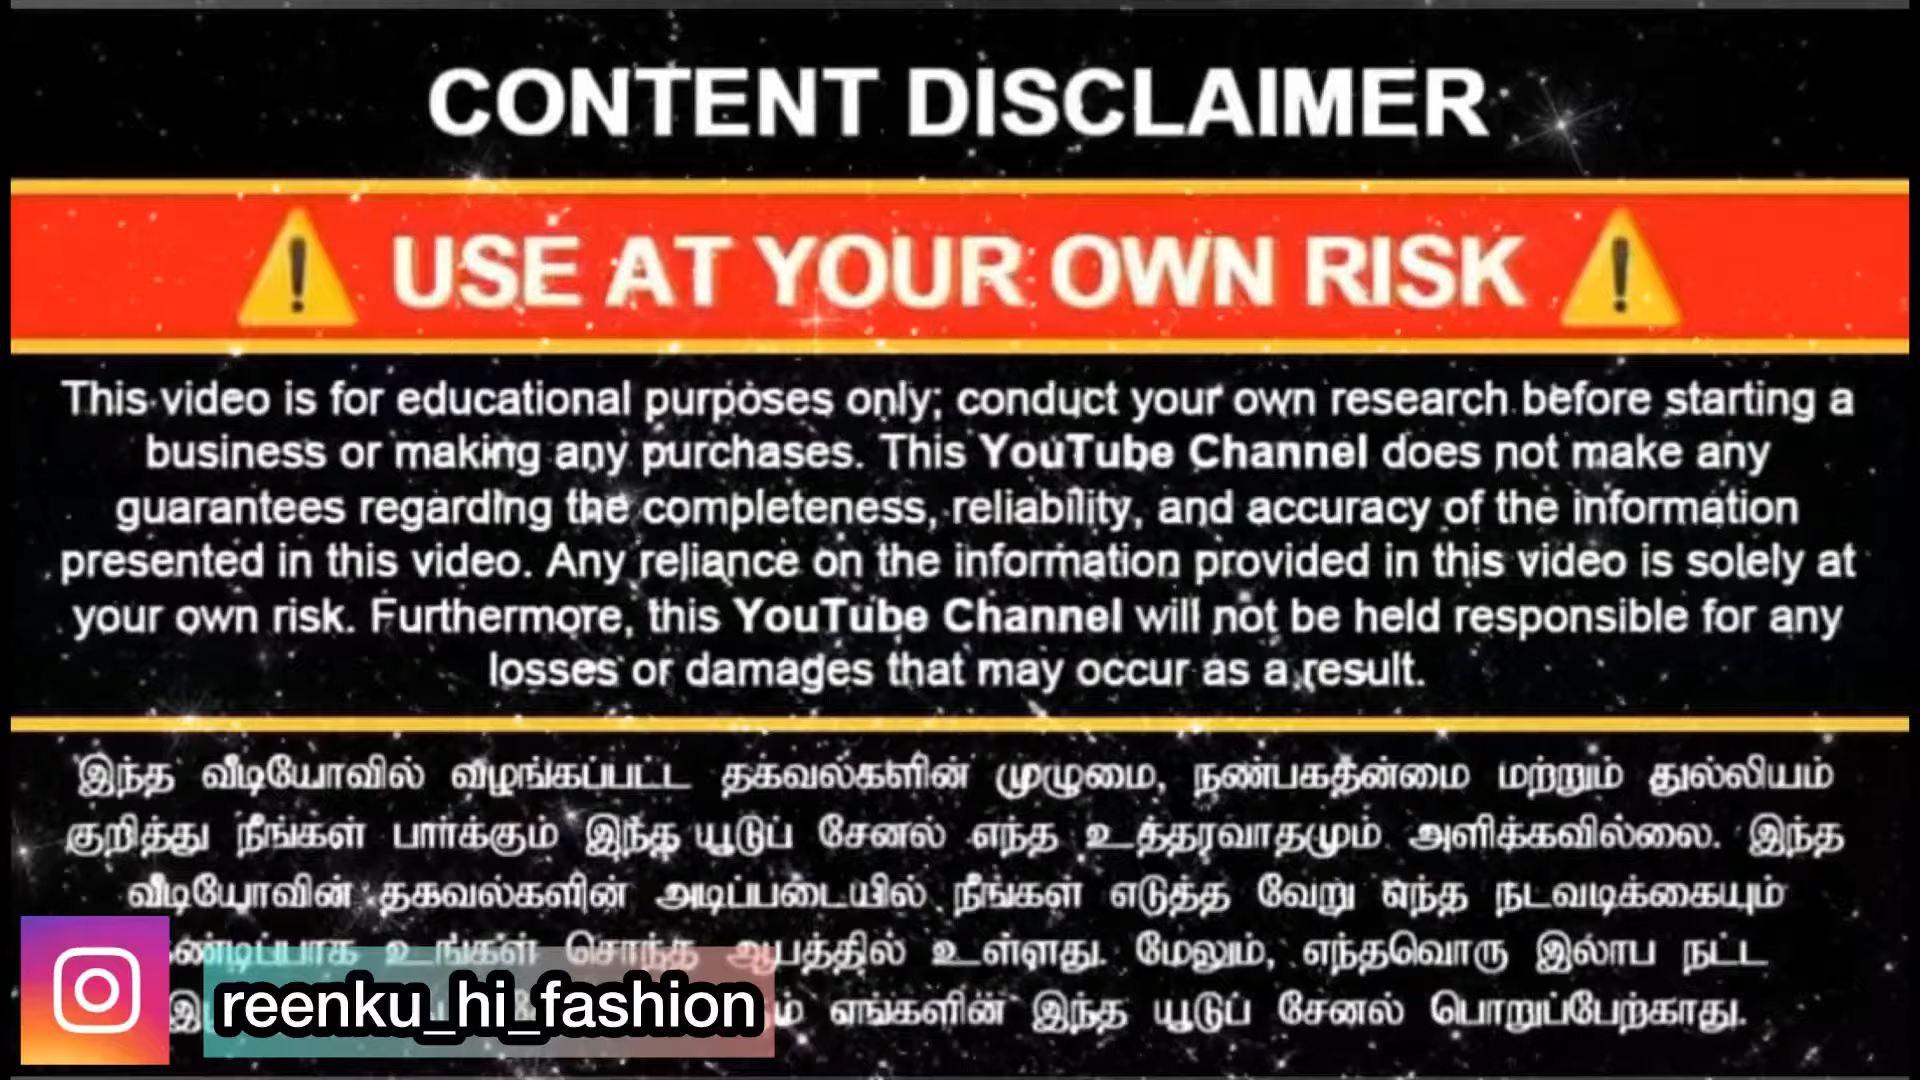 CONTENT DISCLAIMER
⚠ USE AT YOUR OWN RISK ⚠
This video is for educational purposes only; conduct your own research before starting a
business or making any purchases. This YouTube Channel does not make any
guarantees regarding the completeness, reliability, and accuracy of the information
presented in this video. Any reliance on the information provided in this video is solely at
your own risk. Furthermore, this YouTube Channel will not be held responsible for any
losses or damages that may occur as a result.
இந்த வீடியோவில் வழங்கப்பட்ட தகவல்களின் முழுமை, நண்பகத்ன்மை மற்றும் துல்லியம்
குறித்து நீங்கள் பார்க்கும் இந்த யூடுப் சேனல் எந்த உத்தரவாதமும் அளிக்கவில்லை. இந்த
வீடியோவின் தகவல்களின் அடிப்படையில் நீங்கள் எடுத்த வேறு எந்த நடவடிக்கையும்
உங்கள் சொந்த ஆபத்தில் உள்ளது. மேலும், எந்தவொரு இலாப நட்ட
எங்களின் இந்த யூடுப் சேனல் பொறுப்பேற்காது.
reenku_hi_fashion